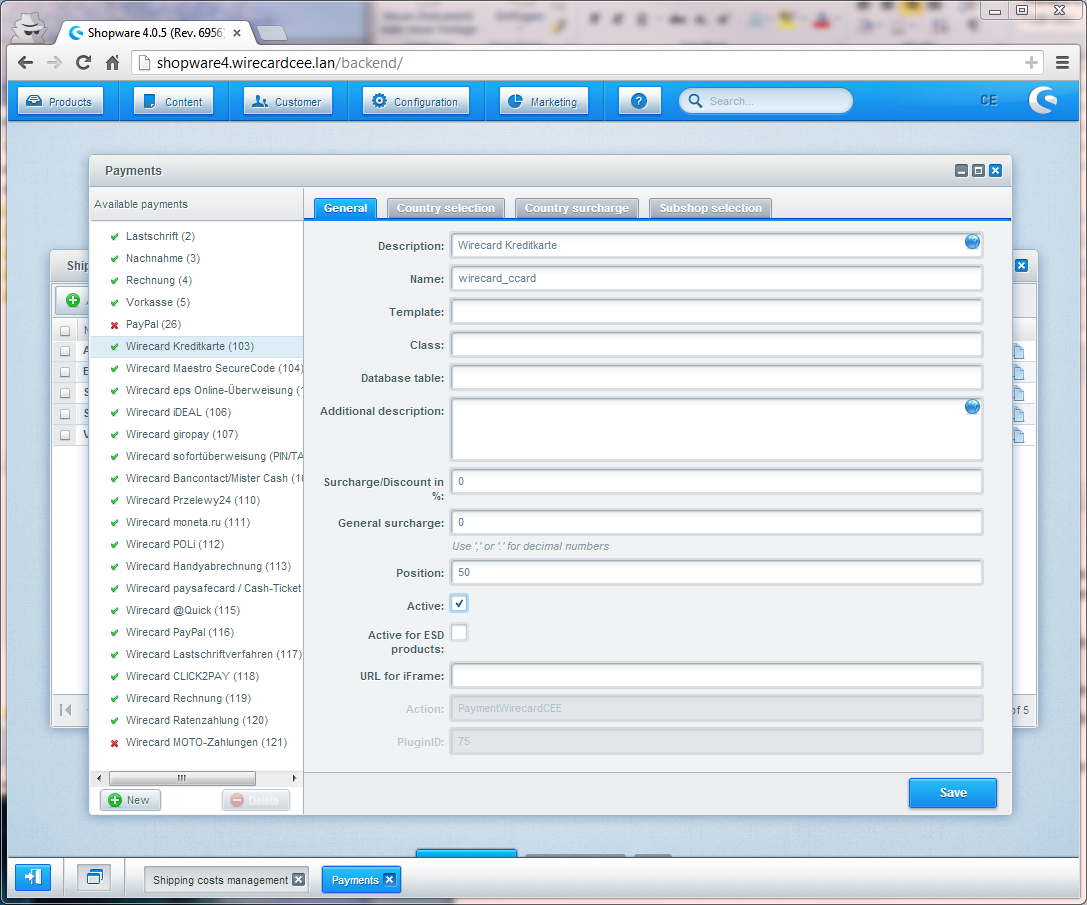 Shopware 4.0.5 (Rev. 6956)
shopware4.wirecardcee.lan/backend/
Products
Content
Customer
Configuration
Marketing
?
Search...
CE
Payments
Available payments
Lastschrift (2)
Nachnahme (3)
Rechnung (4)
Vorkasse (5)
PayPal (26)
Wirecard Kreditkarte (103)
Wirecard Maestro SecureCode (104)
Wirecard eps Online-Überweisung (1
Wirecard iDEAL (106)
Wirecard giropay (107)
Wirecard sofortüberweisung (PIN/TA
Wirecard Bancontact/Mister Cash (10
Wirecard Przelewy24 (110)
Wirecard moneta.ru (111)
Wirecard POLi (112)
Wirecard Handyabrechnung (113)
Wirecard paysafecard / Cash-Ticket
Wirecard @Quick (115)
Wirecard PayPal (116)
Wirecard Lastschriftverfahren (117)
Wirecard CLICK2PAY (118)
Wirecard Rechnung (119)
Wirecard Ratenzahlung (120)
Wirecard MOTO-Zahlungen (121)
New
Delete
General
Country selection
Country surcharge
Subshop selection
Description: Wirecard Kreditkarte
Name: wirecard_ccard
Template:
Class:
Database table:
Additional description:
Surcharge/Discount in
%: 0
General surcharge: 0
Use ',' or '.' for decimal numbers
Position: 50
Active:
Active for ESD
products:
URL for iFrame:
Action: PaymentWirecardCEE
PluginID: 75
Save
Ship
of 5
Shipping costs management
Payments